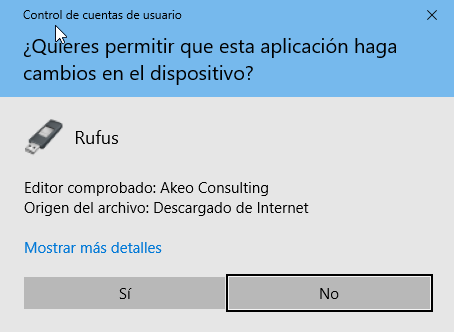 Control de cuentas de usuario
¿Quieres permitir que esta aplicación haga
cambios en el dispositivo?
Rufus
Editor comprobado: Akeo Consulting
Origen del archivo: Descargado de Internet
Mostrar más detalles
Sí
No